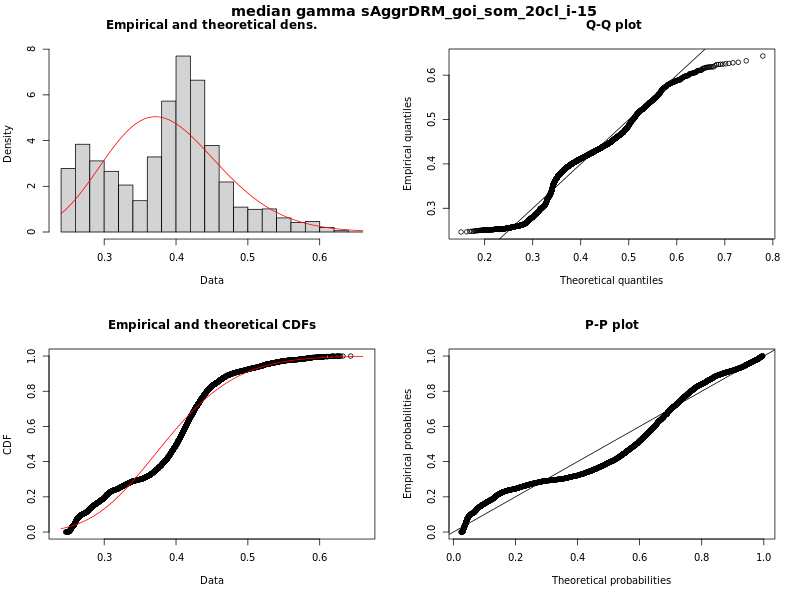 median gamma sAggrDRM_goi_som_20cl_i-15
Empirical and theoretical dens.
Density
0 2 4 6 8
0.3 0.4 0.5 0.6
Data
Q-Q plot
Empirical quantiles
0.3 0.4 0.5 0.6
0.2 0.3 0.4 0.5 0.6 0.7 0.8
Theoretical quantiles
Empirical and theoretical CDFs
CDF
0.0 0.2 0.4 0.6 0.8 1.0
0.3 0.4 0.5 0.6
Data
P-P plot
Empirical probabilities
0.0 0.2 0.4 0.6 0.8 1.0
0.0 0.2 0.4 0.6 0.8 1.0
Theoretical probabilities